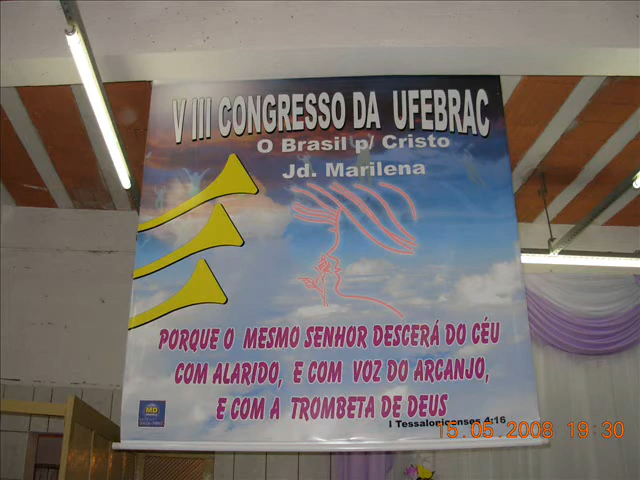 V III CONGRESSO DA UFEBRAC
O Brasil p/ Cristo
Jd. Marilena
PORQUE O MESMO SENHOR DESCERÁ DO CÉU
COM ALARIDO, E COM VOZ DO ARCANJO,
E COM A TROMBETA DE DEUS
I Tessalonicenses 4:16
MD
15.05.2008 19:30